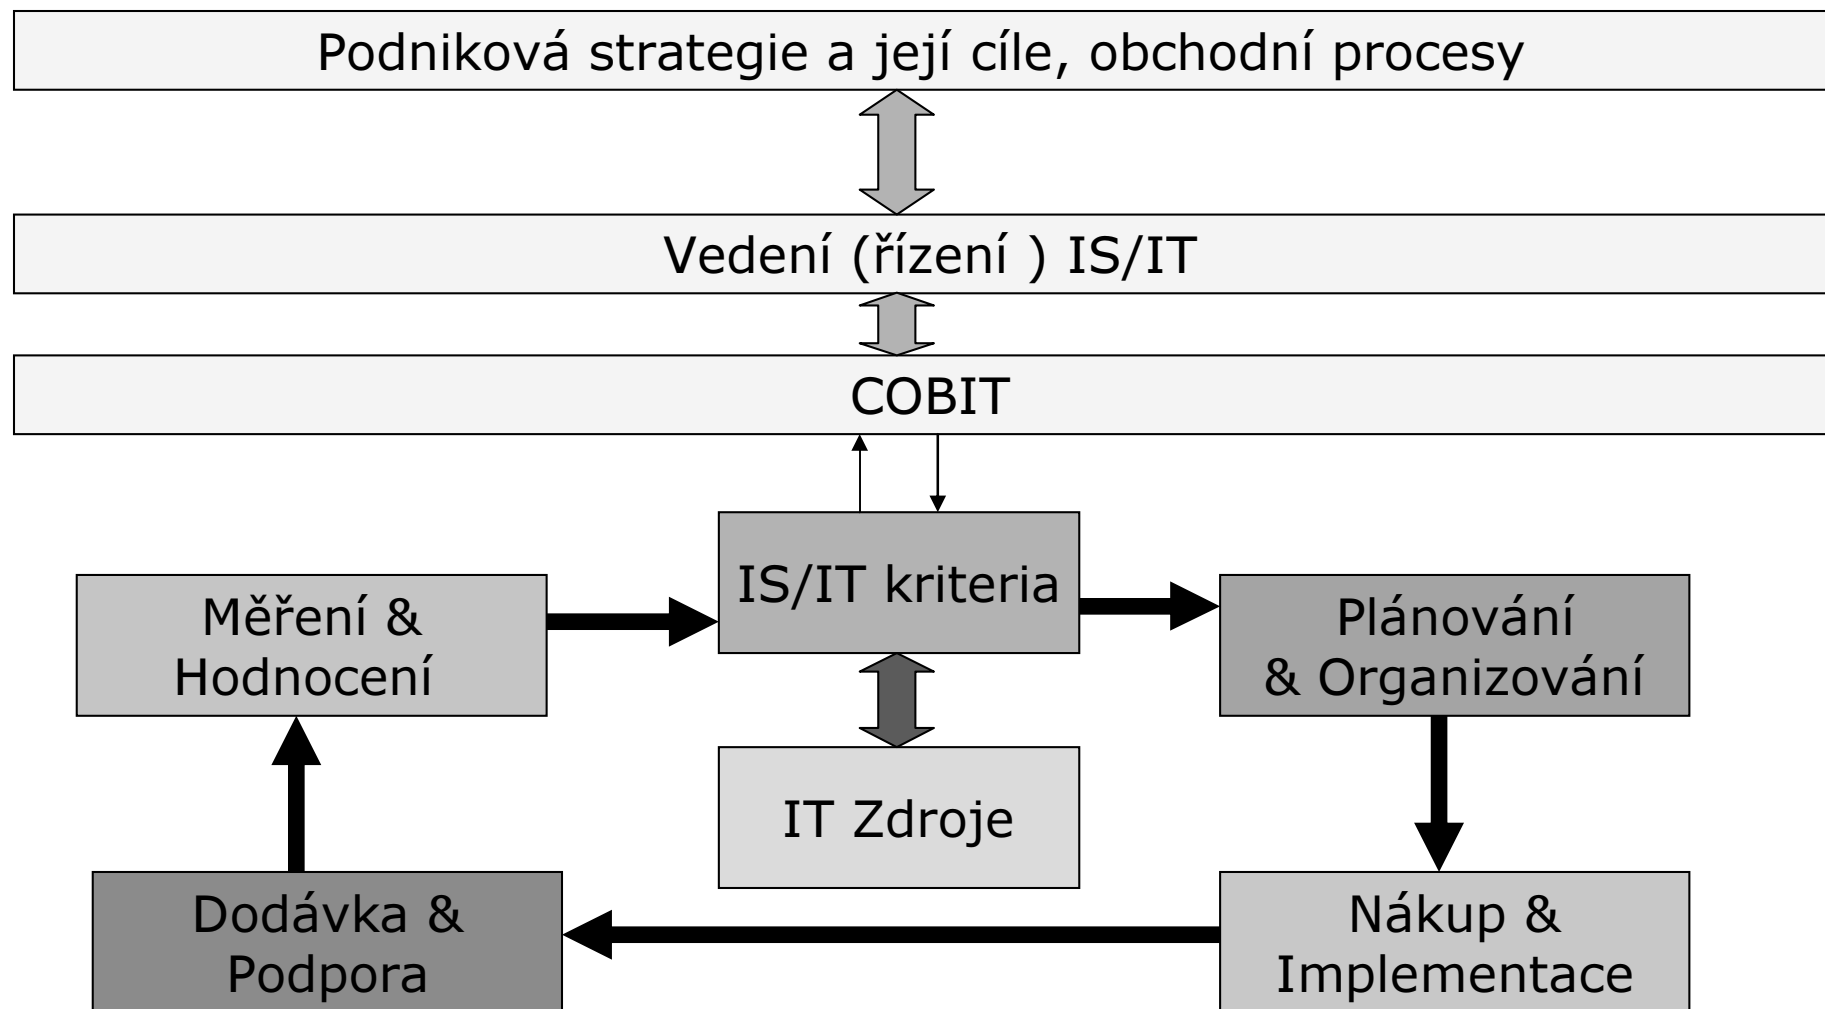 Podniková strategie a její cíle, obchodní procesy
Vedení (řízení ) IS/IT
COBIT
IS/IT kriteria
Měření &
Hodnocení
Plánování
& Organizování
IT Zdroje
Dodávka &
Podpora
Nákup &
Implementace